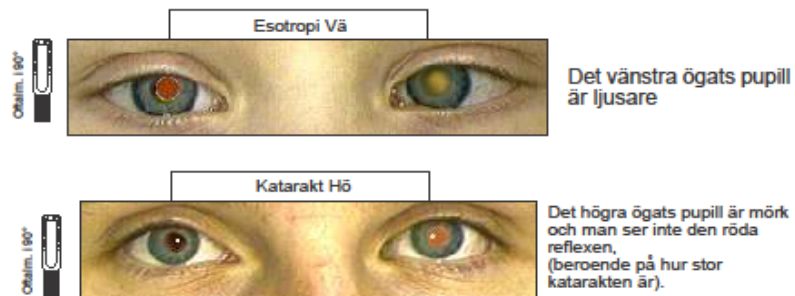 Esotropi Vä
Oftalm. i 90°
Det vänstra ögats pupill
är ljusare
Katarakt Hö
Oftalm. i 90°
Det högra ögats pupill är mörk
och man ser inte den röda
reflexen,
(beroende på hur stor
katarakten är).